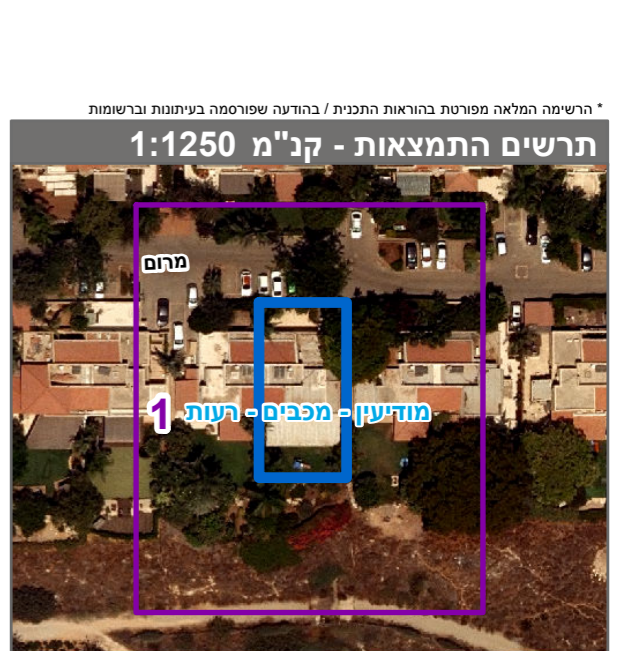 * הרשימה המלאה מפורטת בהוראות התכנית / בהודעה שפורסמה בעיתונות וברשומות
תרשים התמצאות - קנ"מ 1:1250
מרום
מודיעין - מכבים - רעות 1